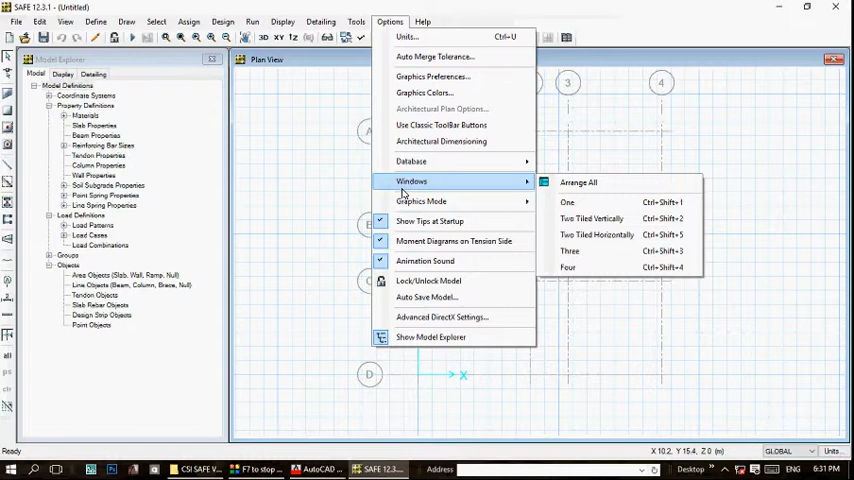 SAFE 12.3.1 - (Untitled)
File Edit View Define Draw Select Assign Design Run Display Detailing Tools Options Help
3D XY XZ YZ
Model Explorer
Model Display Detailing
Model Definitions
Coordinate Systems
Property Definitions
Materials
Slab Properties
Beam Properties
Reinforcing Bar Sizes
Tendon Properties
Column Properties
Wall Properties
Soil Subgrade Properties
Point Spring Properties
Line Spring Properties
Load Definitions
Load Patterns
Load Cases
Load Combinations
Groups
Objects
Area Objects (Slab, Wall, Ramp, Null)
Line Objects (Beam, Column, Brace, Null)
Tendon Objects
Slab Rebar Objects
Design Strip Objects
Point Objects
all
ps
clr
Plan View
3
4
A
B
C
D
X
Units... Ctrl+U
Auto Merge Tolerance...
Graphics Preferences...
Graphics Colors...
Architectural Plan Options...
Use Classic ToolBar Buttons
Architectural Dimensioning
Database
Windows
Graphics Mode
Show Tips at Startup
Moment Diagrams on Tension Side
Animation Sound
Lock/Unlock Model
Auto Save Model...
Advanced DirectX Settings...
Show Model Explorer
Arrange All
One Ctrl+Shift+1
Two Tiled Vertically Ctrl+Shift+2
Two Tiled Horizontally Ctrl+Shift+5
Three Ctrl+Shift+3
Four Ctrl+Shift+4
Ready
X 10.2, Y 15.4, Z 0 (m)
GLOBAL
Units...
CSI SAFE V...
F7 to stop ...
AutoCAD ...
SAFE 12.3....
Address
Desktop
ENG
6:31 PM